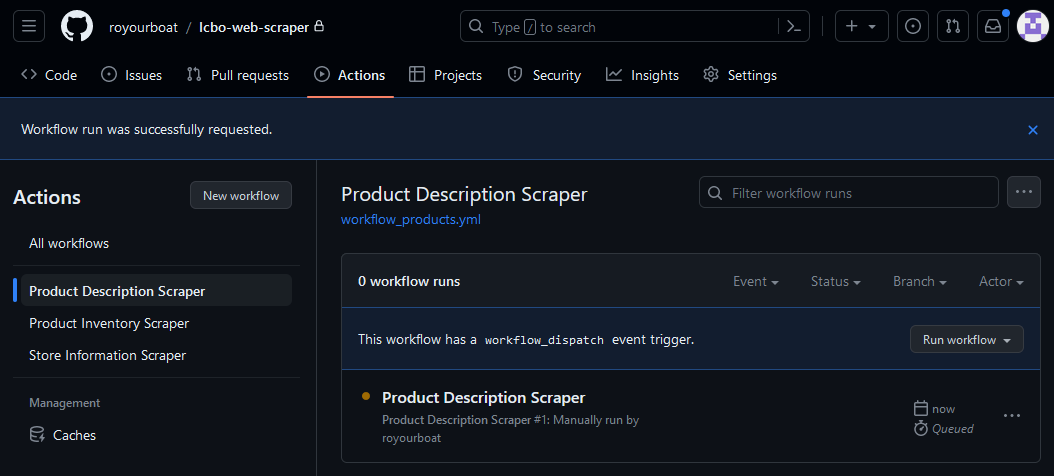 royourboat / lcbo-web-scraper
Type / to search
Code Issues Pull requests Actions Projects Security Insights Settings
Workflow run was successfully requested.
Actions
New workflow
All workflows
Product Description Scraper
Product Inventory Scraper
Store Information Scraper
Management
Caches
Product Description Scraper
workflow_products.yml
Filter workflow runs
0 workflow runs
Event Status Branch Actor
This workflow has a workflow_dispatch event trigger.
Run workflow
Product Description Scraper
Product Description Scraper #1: Manually run by
royourboat
now
Queued